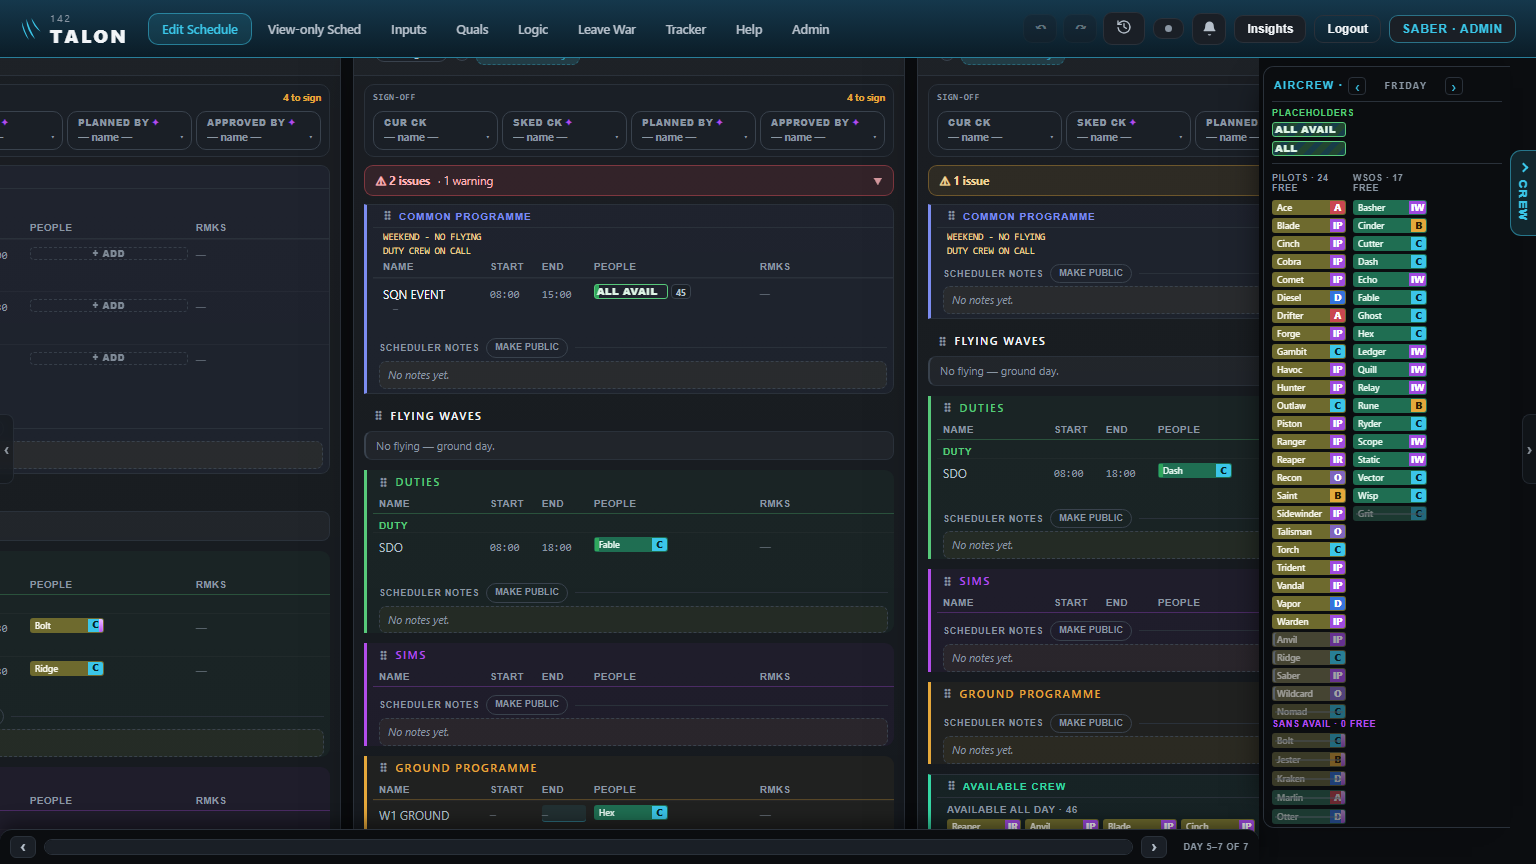 142
TALON
Edit Schedule
View-only Sched
Inputs
Quals
Logic
Leave War
Tracker
Help
Admin
Insights
Logout
SABER · ADMIN
4 to sign
PLANNED BY ✦
— name —
APPROVED BY ✦
— name —
PEOPLE RMKS
+ ADD —
+ ADD —
+ ADD —
PEOPLE RMKS
Bolt C —
Ridge C —
PEOPLE RMKS
SIGN-OFF 4 to sign
CUR CK
— name —
SKED CK ✦
— name —
PLANNED BY ✦
— name —
APPROVED BY ✦
— name —
⚠ 2 issues · 1 warning ▼
COMMON PROGRAMME
WEEKEND - NO FLYING
DUTY CREW ON CALL
NAME START END PEOPLE RMKS
SQN EVENT 08:00 15:00 ALL AVAIL 45 —
–
SCHEDULER NOTES MAKE PUBLIC
No notes yet.
FLYING WAVES
No flying — ground day.
DUTIES
NAME START END PEOPLE RMKS
DUTY
SDO 08:00 18:00 Fable C —
SCHEDULER NOTES MAKE PUBLIC
No notes yet.
SIMS
NAME START END PEOPLE RMKS
SCHEDULER NOTES MAKE PUBLIC
No notes yet.
GROUND PROGRAMME
NAME START END PEOPLE RMKS
W1 GROUND – – Hex C —
SIGN-OFF
CUR CK
— name —
SKED CK ✦
— name —
PLANNED
— name —
⚠ 1 issue
COMMON PROGRAMME
WEEKEND - NO FLYING
DUTY CREW ON CALL
SCHEDULER NOTES MAKE PUBLIC
No notes yet.
FLYING WAVES
No flying — ground day.
DUTIES
NAME START END PEOPLE
DUTY
SDO 08:00 18:00 Dash C
SCHEDULER NOTES MAKE PUBLIC
No notes yet.
SIMS
NAME START END PEOPLE
SCHEDULER NOTES MAKE PUBLIC
No notes yet.
GROUND PROGRAMME
SCHEDULER NOTES MAKE PUBLIC
No notes yet.
AVAILABLE CREW
AVAILABLE ALL DAY · 46
Reaper IR Anvil IP Blade IP Cinch IP
AIRCREW · ‹ FRIDAY ›
PLACEHOLDERS
ALL AVAIL
ALL
PILOTS · 24 FREE
Ace A
Blade IP
Cinch IP
Cobra IP
Comet IP
Diesel D
Drifter A
Forge IP
Gambit C
Havoc IP
Hunter IP
Outlaw C
Piston IP
Ranger IP
Reaper IR
Recon O
Saint B
Sidewinder IP
Talisman O
Torch C
Trident IP
Vandal IP
Vapor D
Warden IP
Anvil IP
Ridge C
Saber IP
Wildcard O
Nomad C
WSOS · 17 FREE
Basher IW
Cinder B
Cutter C
Dash C
Echo IW
Fable C
Ghost C
Hex C
Ledger IW
Quill IW
Relay IW
Rune B
Ryder C
Scope IW
Static IW
Vector C
Wisp C
Grit C
SANS AVAIL · 0 FREE
Bolt C
Jester B
Kraken D
Marlin A
Otter D
CREW
DAY 5–7 OF 7